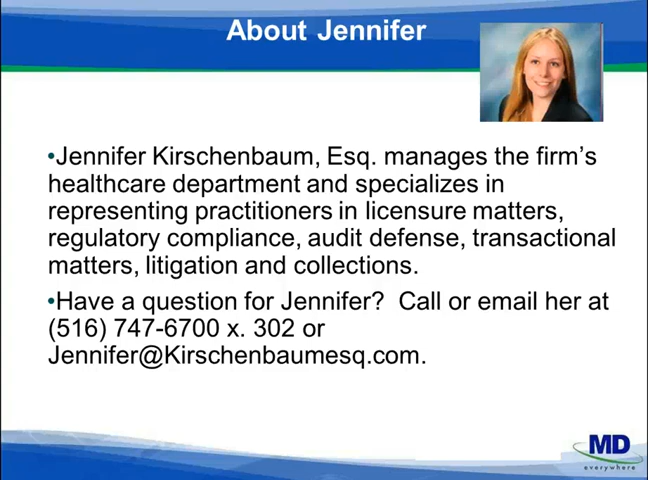 About Jennifer
•Jennifer Kirschenbaum, Esq. manages the firm's
healthcare department and specializes in
representing practitioners in licensure matters,
regulatory compliance, audit defense, transactional
matters, litigation and collections.
•Have a question for Jennifer?  Call or email her at
(516) 747-6700 x. 302 or
Jennifer@Kirschenbaumesq.com.
MD
everywhere